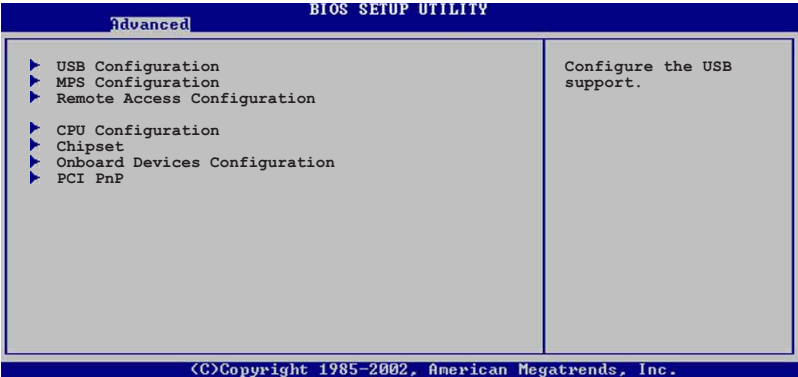 BIOS SETUP UTILITY
Advanced
USB Configuration
MPS Configuration
Remote Access Configuration
CPU Configuration
Chipset
Onboard Devices Configuration
PCI PnP
Configure the USB
support.
(C)Copyright 1985-2002, American Megatrends, Inc.